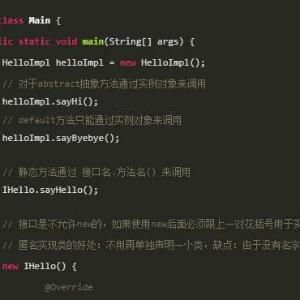 class Main {
lic static void main(String[] args) {
HelloImpl helloImpl = new HelloImpl();
// 对于abstract抽象方法通过实例对象来调用
helloImpl.sayHi();
// default方法只能通过实例对象来调用
helloImpl.sayByebye();
// 静态方法通过 接口名.方法名() 来调用
IHello.sayHello();
// 接口是不允许new的，如果使用new后面必须跟上一对花括号用于实
// 匿名实现类的好处：不用再单独声明一个类，缺点：由于没有名字
new IHello() {
@Override